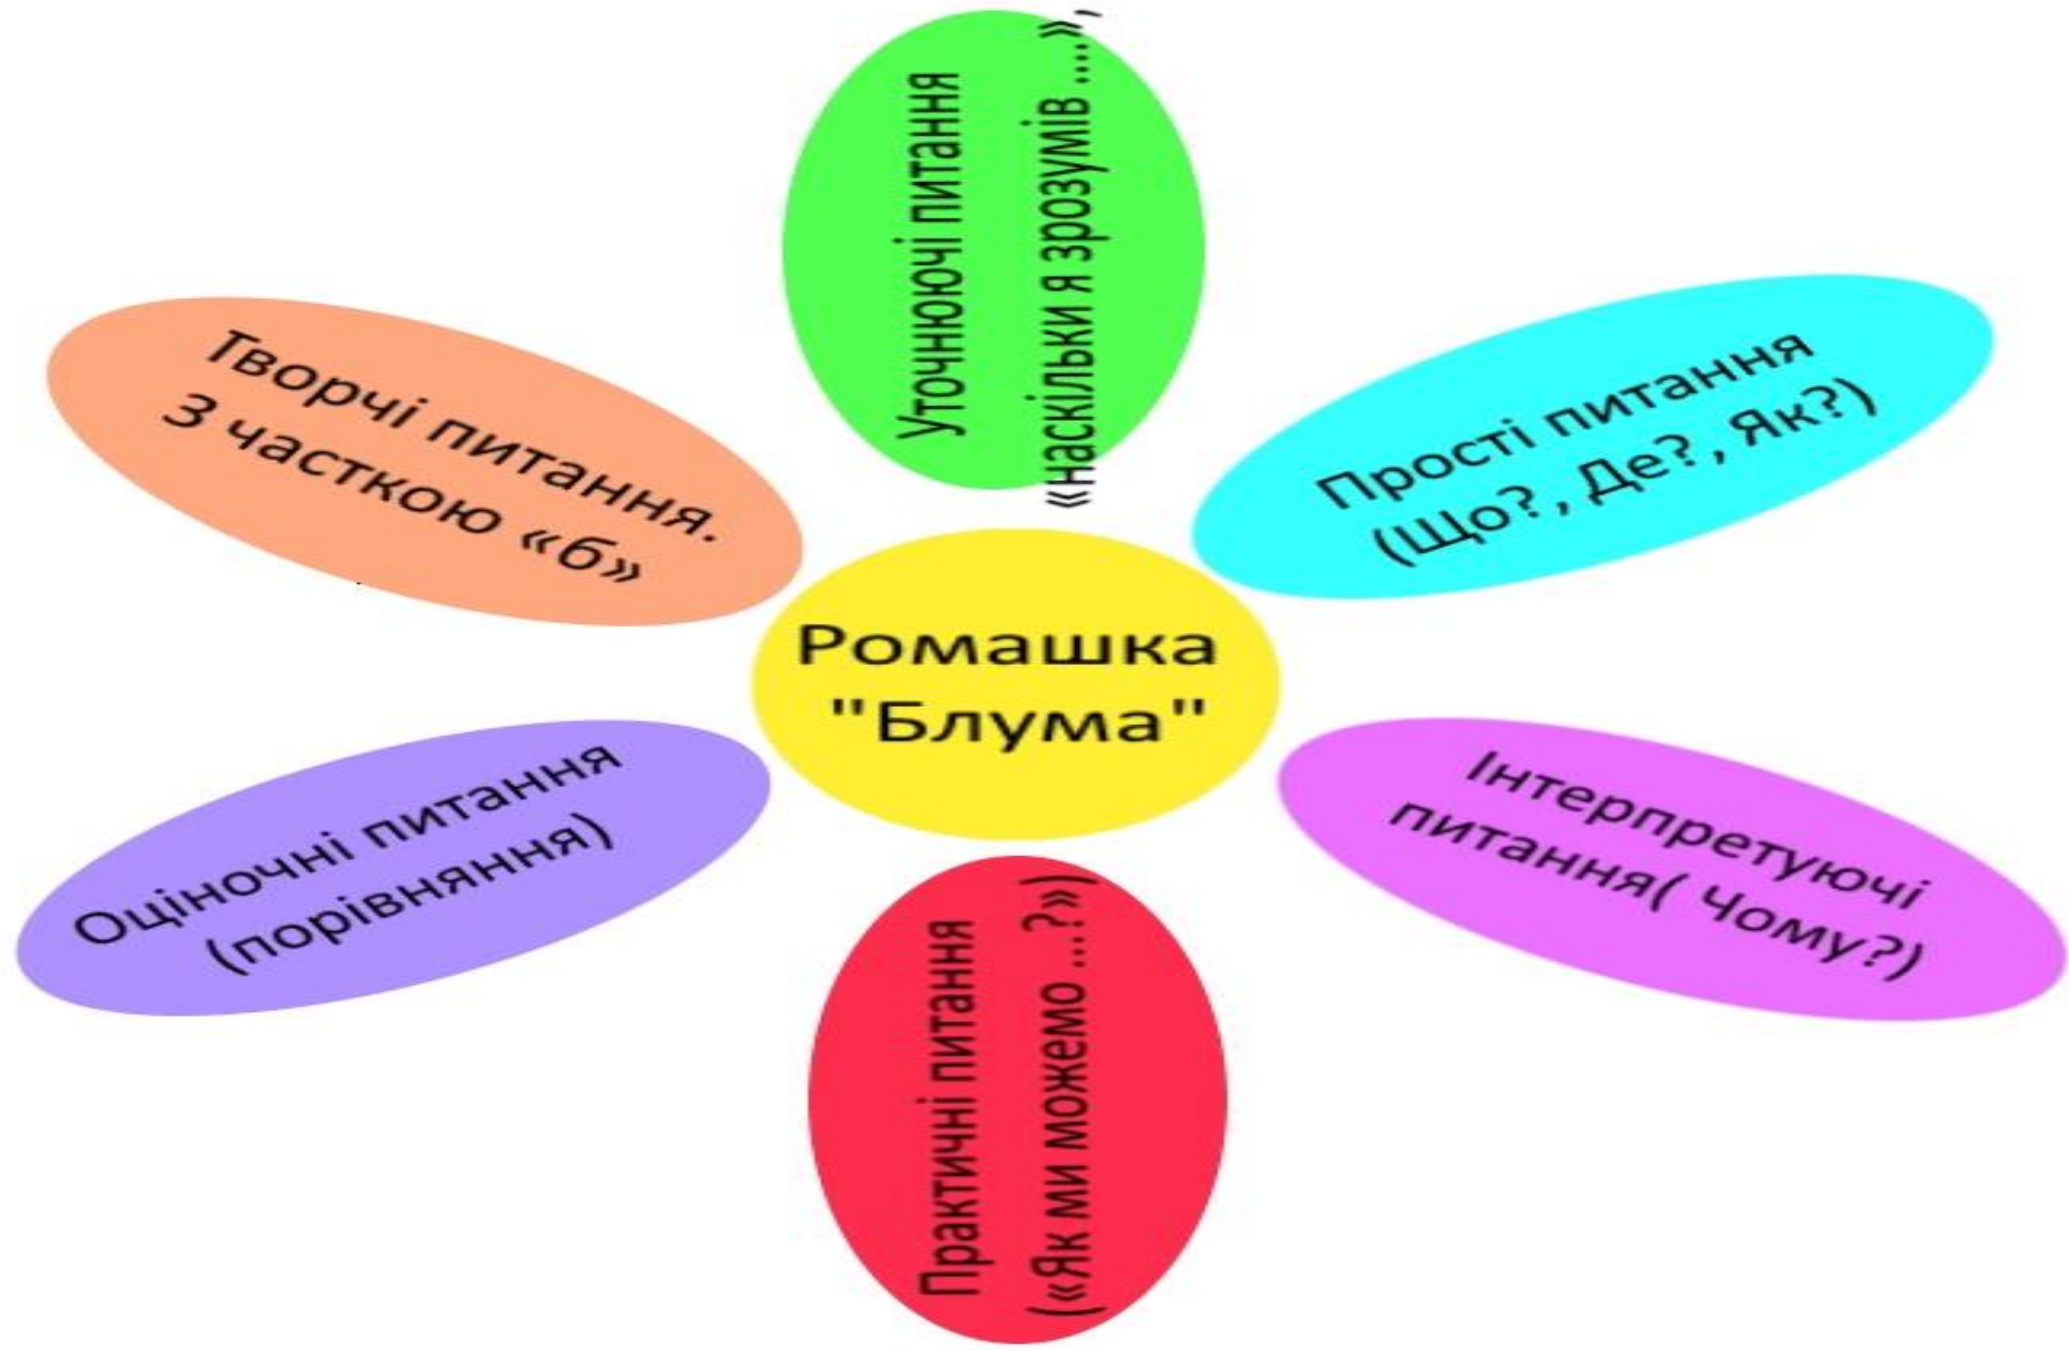 Уточнюючі питання
«наскільки я зрозумів ....»,
Творчі питання.
З часткою «б»
Прості питання
(Що?, Де?, Як?)
Ромашка
"Блума"
Оціночні питання
(порівняння)
Інтерпретуючі
питання( Чому?)
Практичні питання
(«Як ми можемо ...?»)